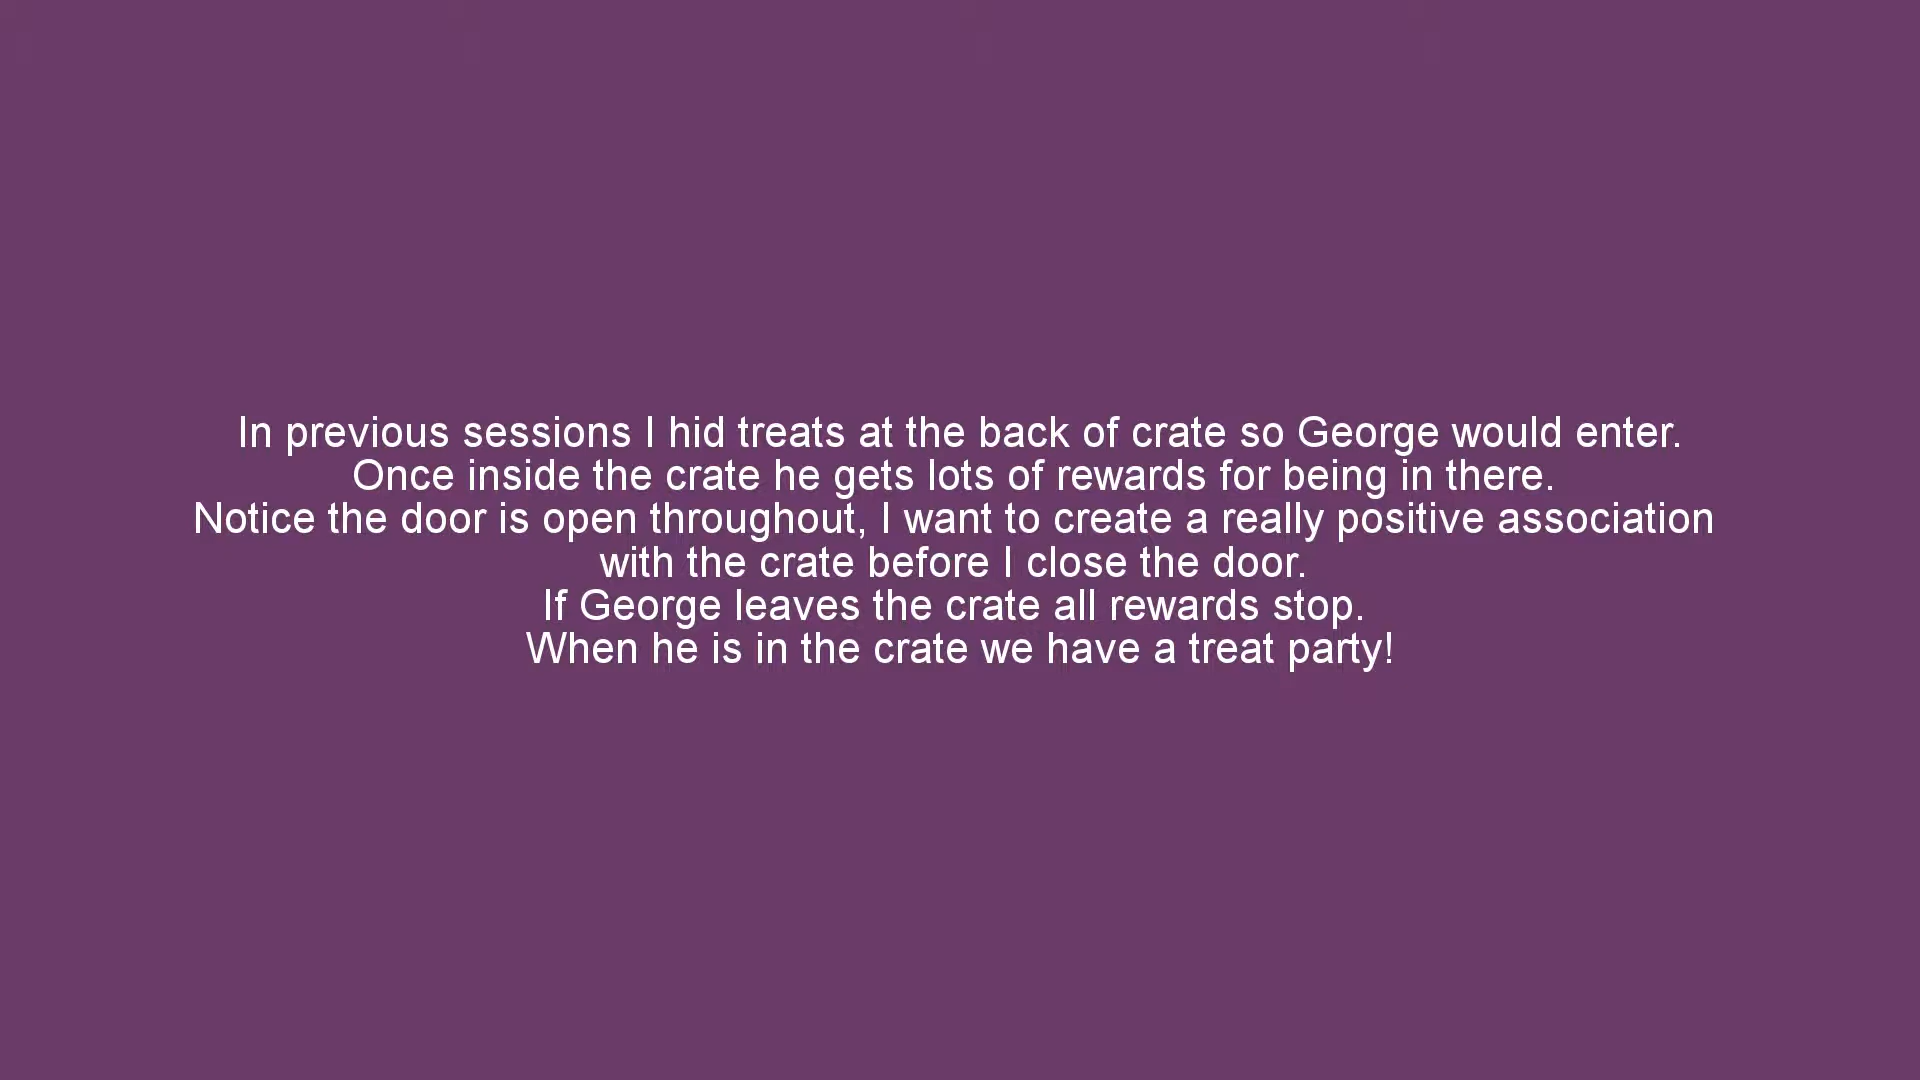 In previous sessions I hid treats at the back of crate so George would enter.
Once inside the crate he gets lots of rewards for being in there.
Notice the door is open throughout, I want to create a really positive association
with the crate before I close the door.
If George leaves the crate all rewards stop.
When he is in the crate we have a treat party!